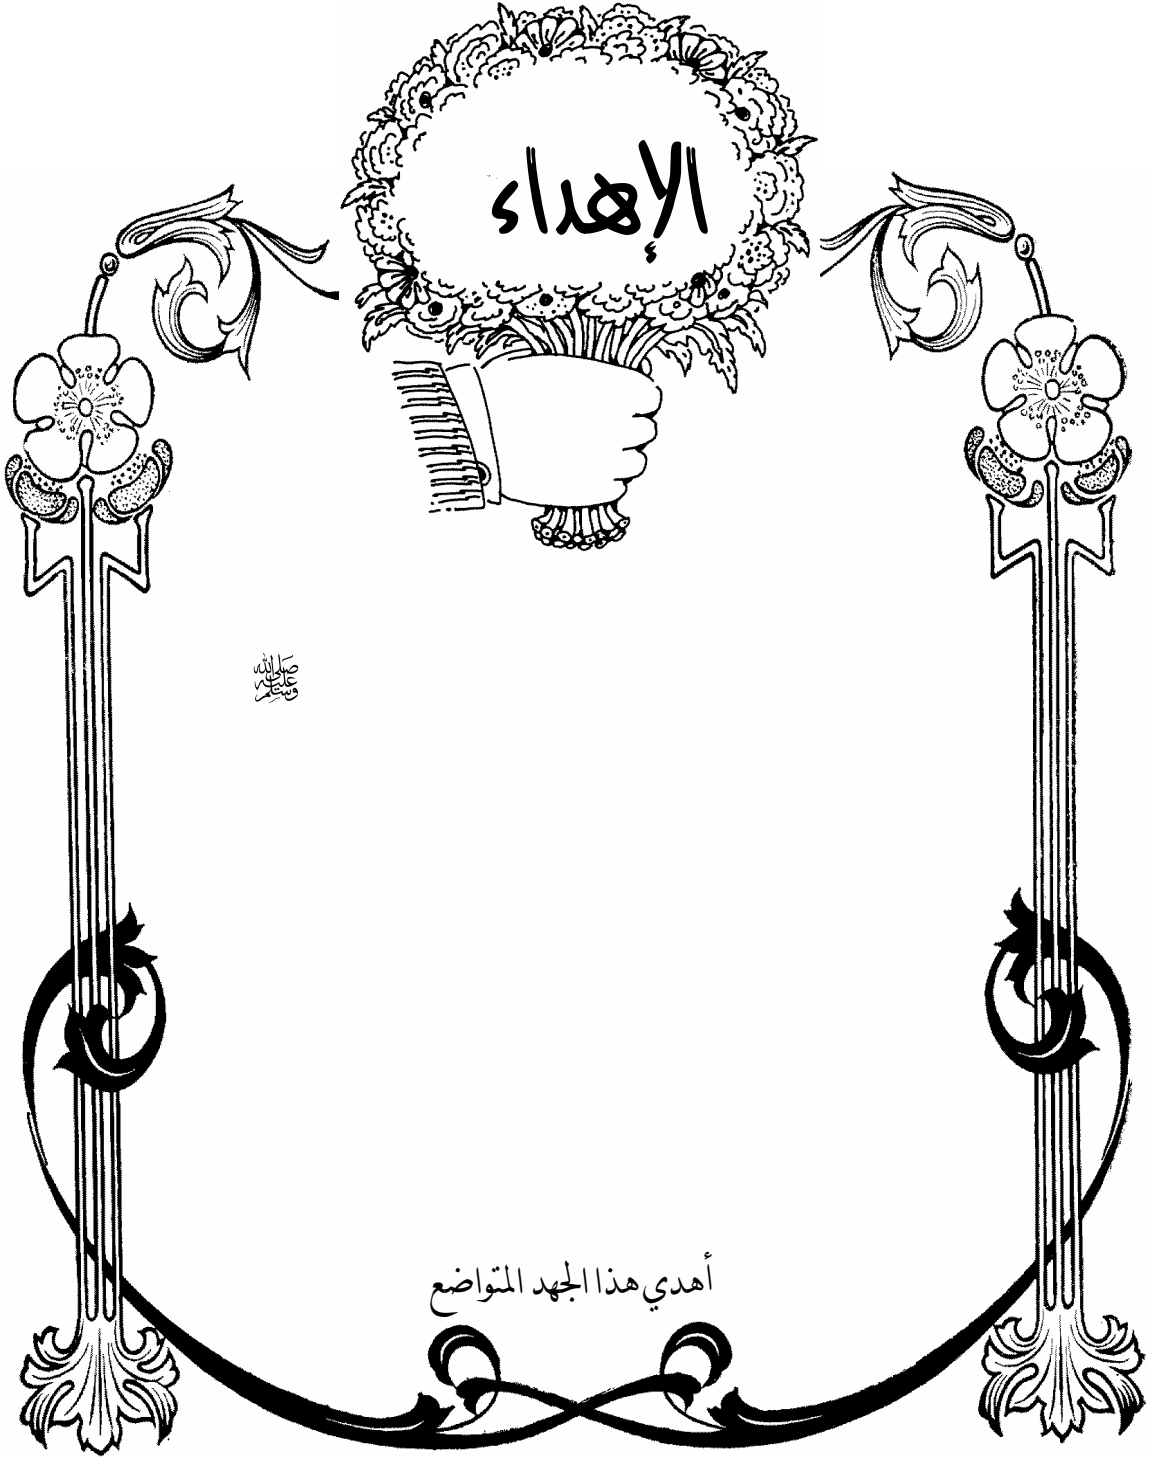 الإهداء
صلى الله عليه وسلم
أهدي هذا الجهد المتواضع